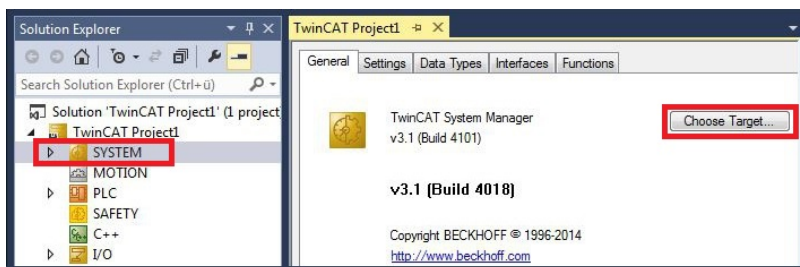 Solution Explorer
Search Solution Explorer (Ctrl+ü)
Solution 'TwinCAT Project1' (1 project
TwinCAT Project1
SYSTEM
MOTION
PLC
SAFETY
C++
I/O
TwinCAT Project1
General Settings Data Types Interfaces Functions
TwinCAT System Manager
v3.1 (Build 4101)
Choose Target...
v3.1 (Build 4018)
Copyright BECKHOFF © 1996-2014
http://www.beckhoff.com